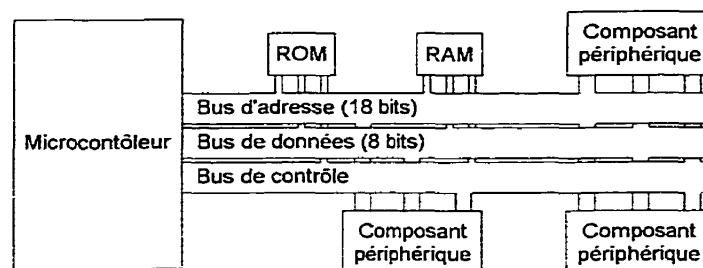 Composant
périphérique
ROM
RAM
Bus d'adresse (18 bits)
Microcontôleur
Bus de données (8 bits)
Bus de contrôle
Composant
périphérique
Composant
périphérique